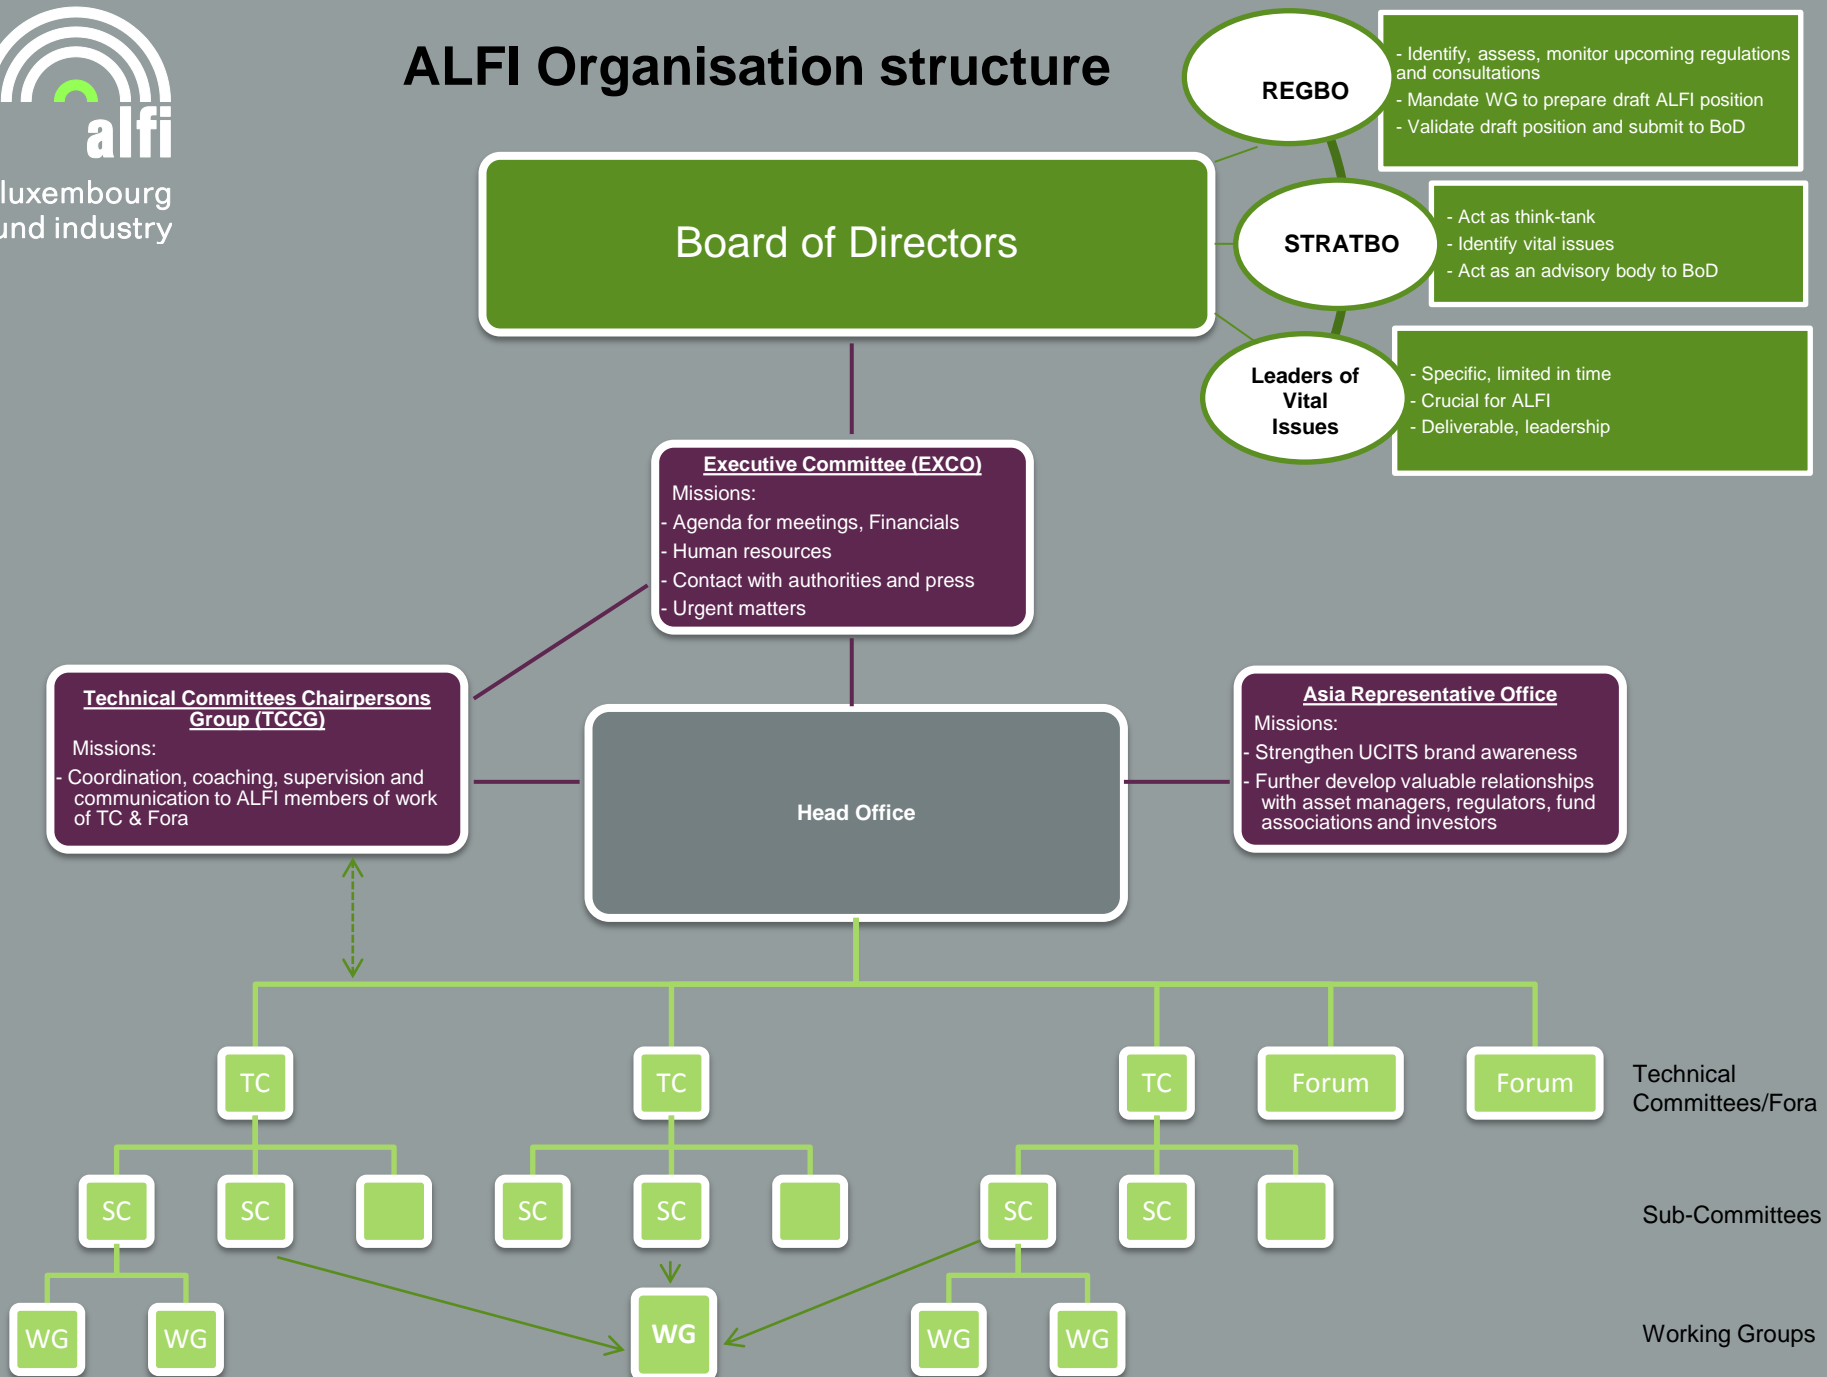 alfi
luxembourg
und industry
ALFI Organisation structure
REGBO
- Identify, assess, monitor upcoming regulations
and consultations
- Mandate WG to prepare draft ALFI position
- Validate draft position and submit to BoD
Board of Directors
STRATBO
- Act as think-tank
- Identify vital issues
- Act as an advisory body to BoD
Leaders of
Vital
Issues
- Specific, limited in time
- Crucial for ALFI
- Deliverable, leadership
Executive Committee (EXCO)
Missions:
- Agenda for meetings, Financials
- Human resources
- Contact with authorities and press
- Urgent matters
Technical Committees Chairpersons
Group (TCCG)
Missions:
- Coordination, coaching, supervision and
communication to ALFI members of work
of TC & Fora
Head Office
Asia Representative Office
Missions:
- Strengthen UCITS brand awareness
- Further develop valuable relationships
with asset managers, regulators, fund
associations and investors
TC
TC
TC
Forum
Forum
Technical
Committees/Fora
SC
SC
SC
SC
SC
SC
Sub-Committees
WG
WG
WG
WG
WG
Working Groups